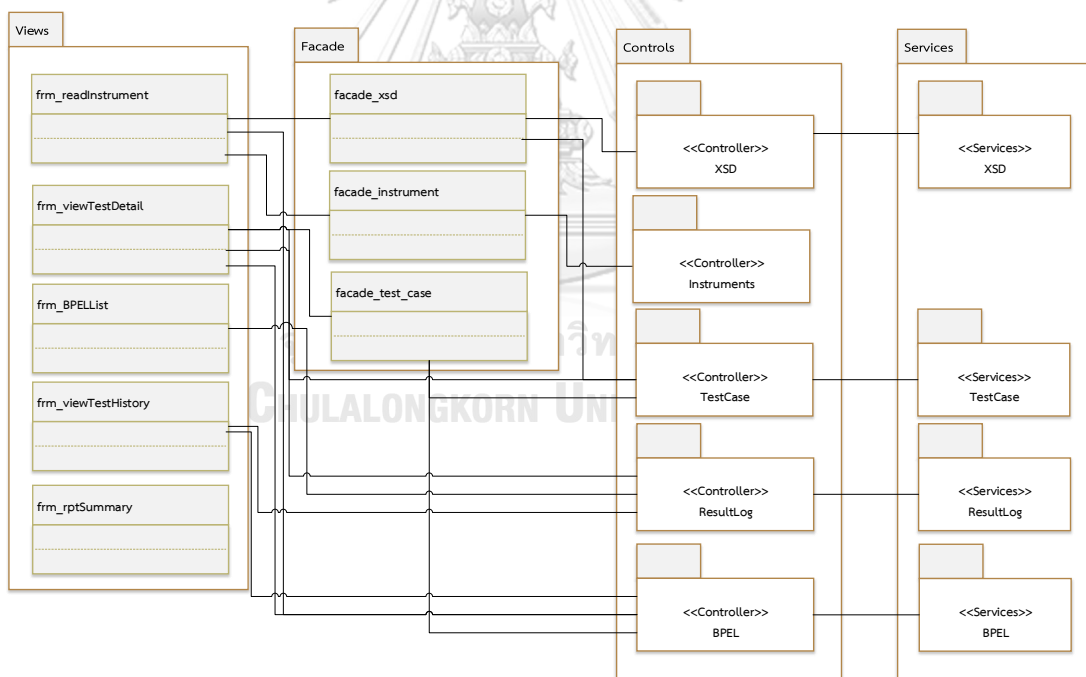 Views
frm_readInstrument
frm_viewTestDetail
frm_BPELList
frm_viewTestHistory
frm_rptSummary
Facade
facade_xsd
facade_instrument
facade_test_case
Controls
<<Controller>>
XSD
<<Controller>>
Instruments
<<Controller>>
TestCase
<<Controller>>
ResultLog
<<Controller>>
BPEL
Services
<<Services>>
XSD
<<Services>>
TestCase
<<Services>>
ResultLog
<<Services>>
BPEL
CHULALONGKORN UNI